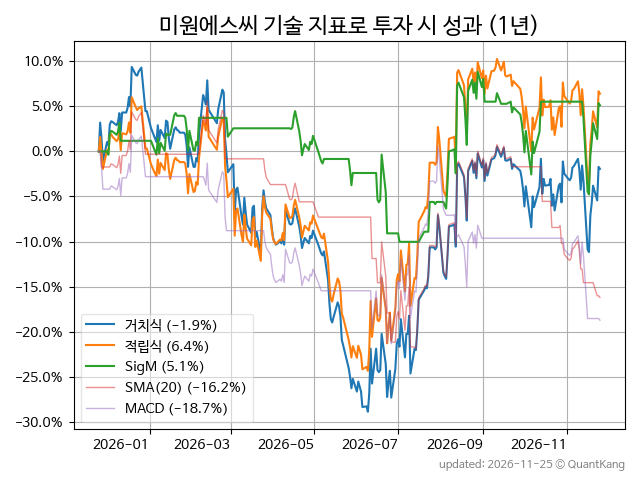 미원에스씨 기술 지표로 투자 시 성과 (1년)
10.0%
5.0%
0.0%
−5.0%
−10.0%
−15.0%
−20.0%
−25.0%
−30.0%
거치식 (−1.9%)
적립식 (6.4%)
SigM (5.1%)
SMA(20) (−16.2%)
MACD (−18.7%)
2026-01 2026-03 2026-05 2026-07 2026-09 2026-11
updated: 2026-11-25 © QuantKang